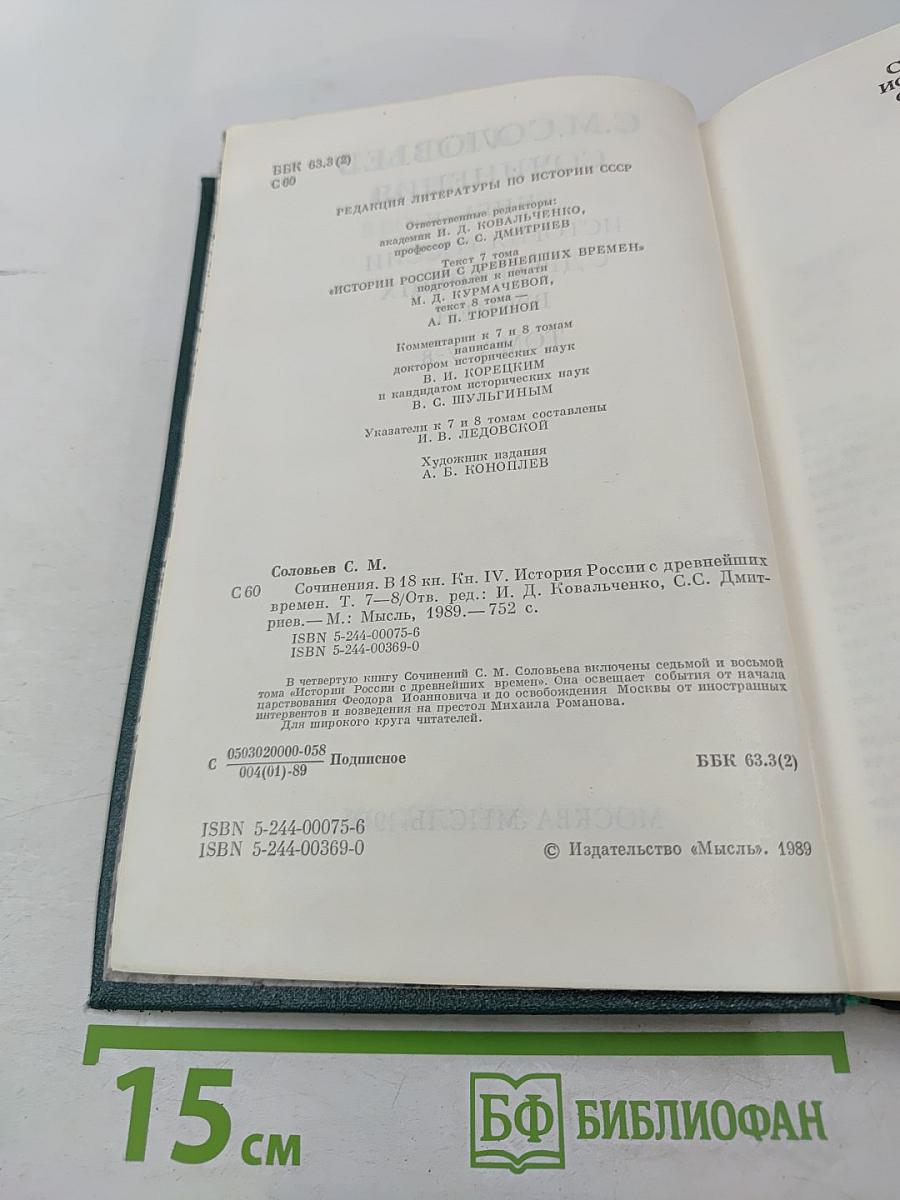 ББК 63.3(2)
С 60
РЕДАКЦИЯ ЛИТЕРАТУРЫ ПО ИСТОРИИ СССР
Ответственные редакторы:
академик И. Д. КОВАЛЬЧЕНКО,
профессор С. С. ДМИТРИЕВ
Текст 7 тома
«ИСТОРИИ РОССИИ С ДРЕВНЕЙШИХ ВРЕМЕН»
подготовлен к печати
М. Д. КУРМАЧЕВОЙ,
текст 8 тома —
А. П. ТЮРИНОЙ
Комментарии к 7 и 8 томам
написаны
доктором исторических наук
В. И. КОРЕЦКИМ
и кандидатом исторических наук
В. С. ШУЛЬГИНЫМ
Указатели к 7 и 8 томам составлены
И. В. ЛЕДОВСКОЙ
Художник издания
А. Б. КОНОПЛЕВ
Соловьев С. М.
С 60 Сочинения. В 18 кн. Кн. IV. История России с древнейших
времен. Т. 7—8/Отв. ред.: И. Д. Ковальченко, С.С. Дмит-
риев.— М.: Мысль, 1989.— 752 с.
ISBN 5-244-00075-6
ISBN 5-244-00369-0
В четвертую книгу Сочинений С. М. Соловьева включены седьмой и восьмой
тома «Истории России с древнейших времен». Она освещает события от начала
царствования Феодора Иоанновича и до освобождения Москвы от иностранных
интервентов и возведения на престол Михаила Романова.
Для широкого круга читателей.
С 0503020000-058
004(01)-89 Подписное ББК 63.3(2)
ISBN 5-244-00075-6
ISBN 5-244-00369-0 © Издательство «Мысль». 1989
15 см
БФ БИБЛИОФАН